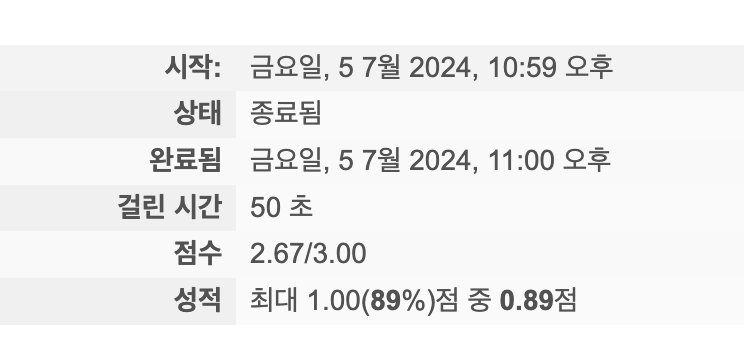 시작: 금요일, 5 7월 2024, 10:59 오후
상태 종료됨
완료됨 금요일, 5 7월 2024, 11:00 오후
걸린 시간 50 초
점수 2.67/3.00
성적 최대 1.00(89%)점 중 0.89점